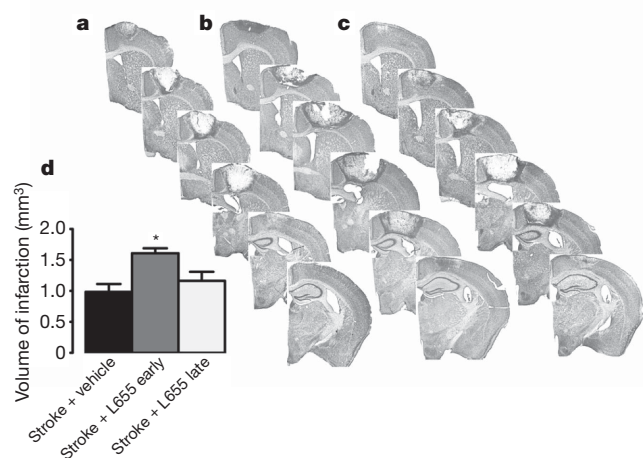 a
b
c
d
Volume of infarction (mm³)
2.0
1.5
1.0
0.5
0
*
Stroke + vehicle
Stroke + L655 early
Stroke + L655 late